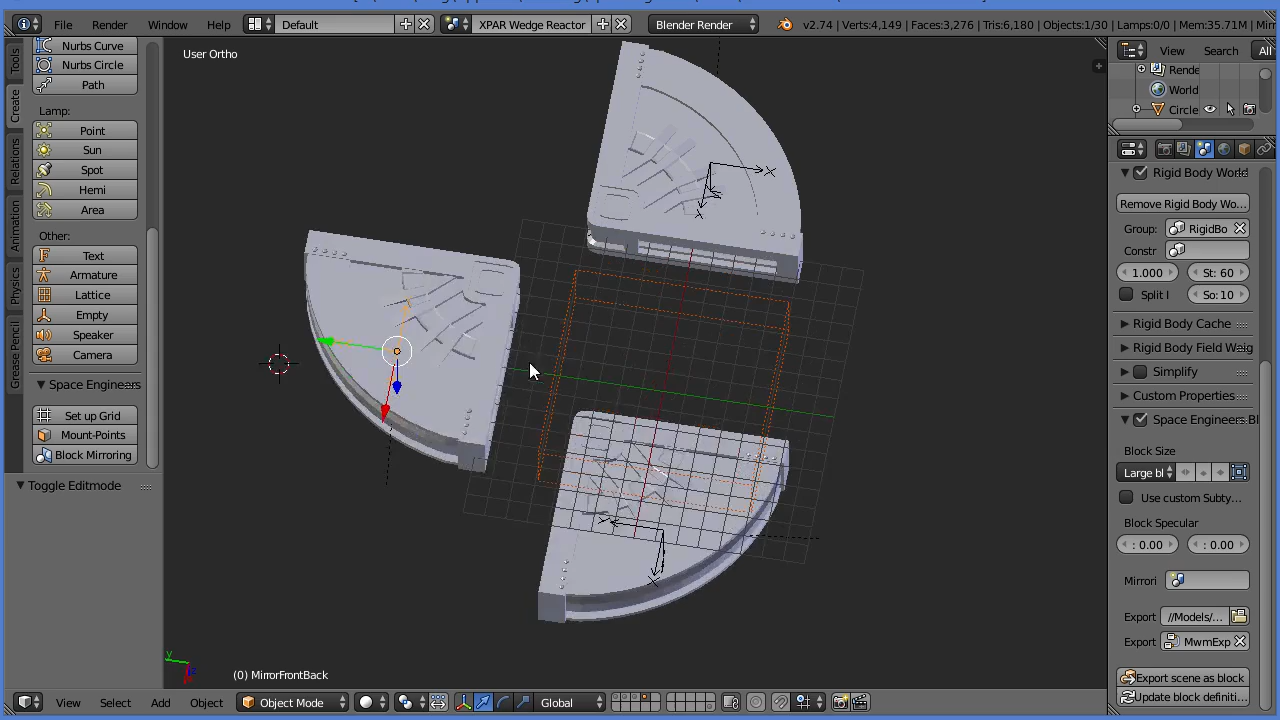 File Render Window Help Default XPAR Wedge Reactor Blender Render v2.74 | Verts:4,149 | Faces:3,276 | Tris:6,180 | Objects:1/30 | Lamps:0/0 | Mem:35.71M
Tools
Create
Relations
Animation
Physics
Grease Pencil
Nurbs Curve
Nurbs Circle
Path
Lamp:
Point
Sun
Spot
Hemi
Area
Other:
Text
Armature
Lattice
Empty
Speaker
Camera
Space Engineers
Set up Grid
Mount-Points
Block Mirroring
Toggle Editmode
User Ortho
X
X
X
X
y
z
(0) MirrorFrontBack
View Select Add Object Object Mode Global
View Search All
Rende
World
Circle
Rigid Body World
Remove Rigid Body Wo...
Group: RigidBo
Constr
1.000 St: 60
Split I So: 10
Rigid Body Cache
Rigid Body Field Weig
Simplify
Custom Properties
Space Engineers Bl
Block Size
Large bl
Use custom Subty...
Block Specular
: 0.00 : 0.00
Mirrori
Export //Models/...
Export MwmExp
Export scene as block
Update block definiti...